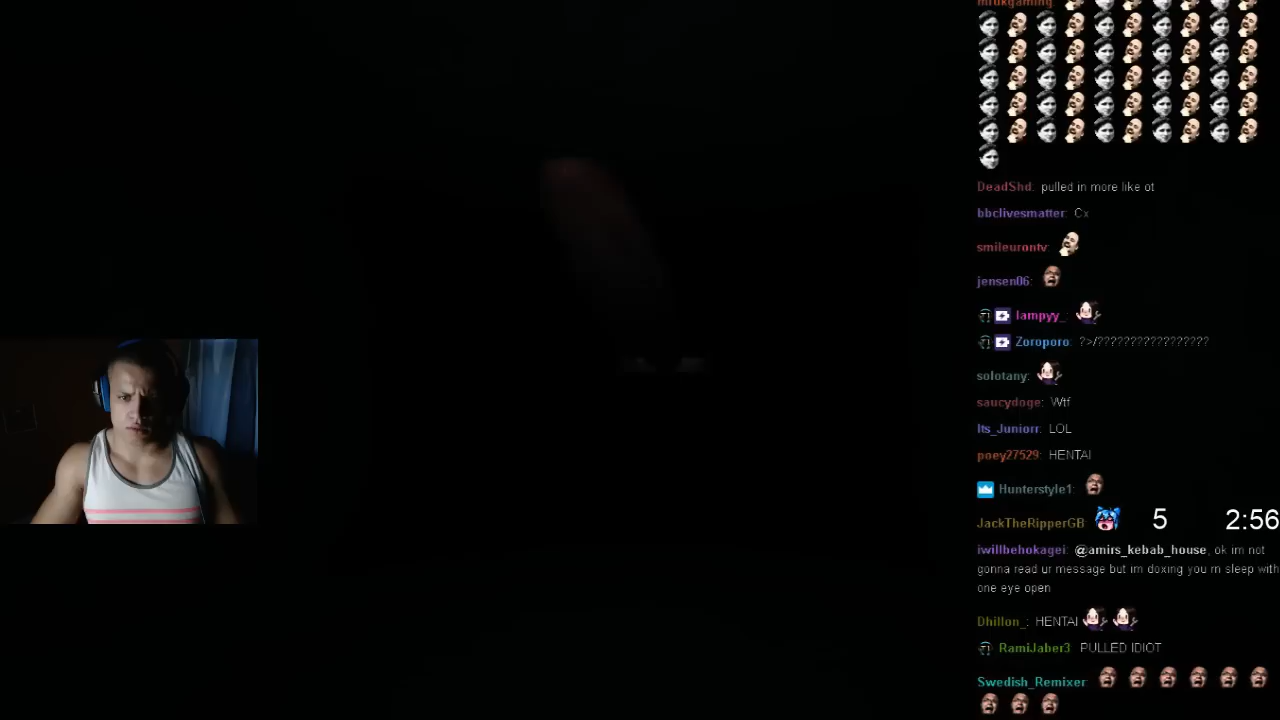 mrukgaming:
DeadShd: pulled in more like ot
bbclivesmatter: Cx
smileurontv:
jensen06:
lampyy_:
Zoroporo: ?>/?????????????????
solotany:
saucydoge: Wtf
Its_Juniorr: LOL
poey27529: HENTAI
Hunterstyle1:
JackTheRipperGB:
5 2:56
iwillbehokagei: @amirs_kebab_house, ok im not
gonna read ur message but im doxing you rn sleep with
one eye open
Dhillon_: HENTAI
RamiJaber3: PULLED IDIOT
Swedish_Remixer: